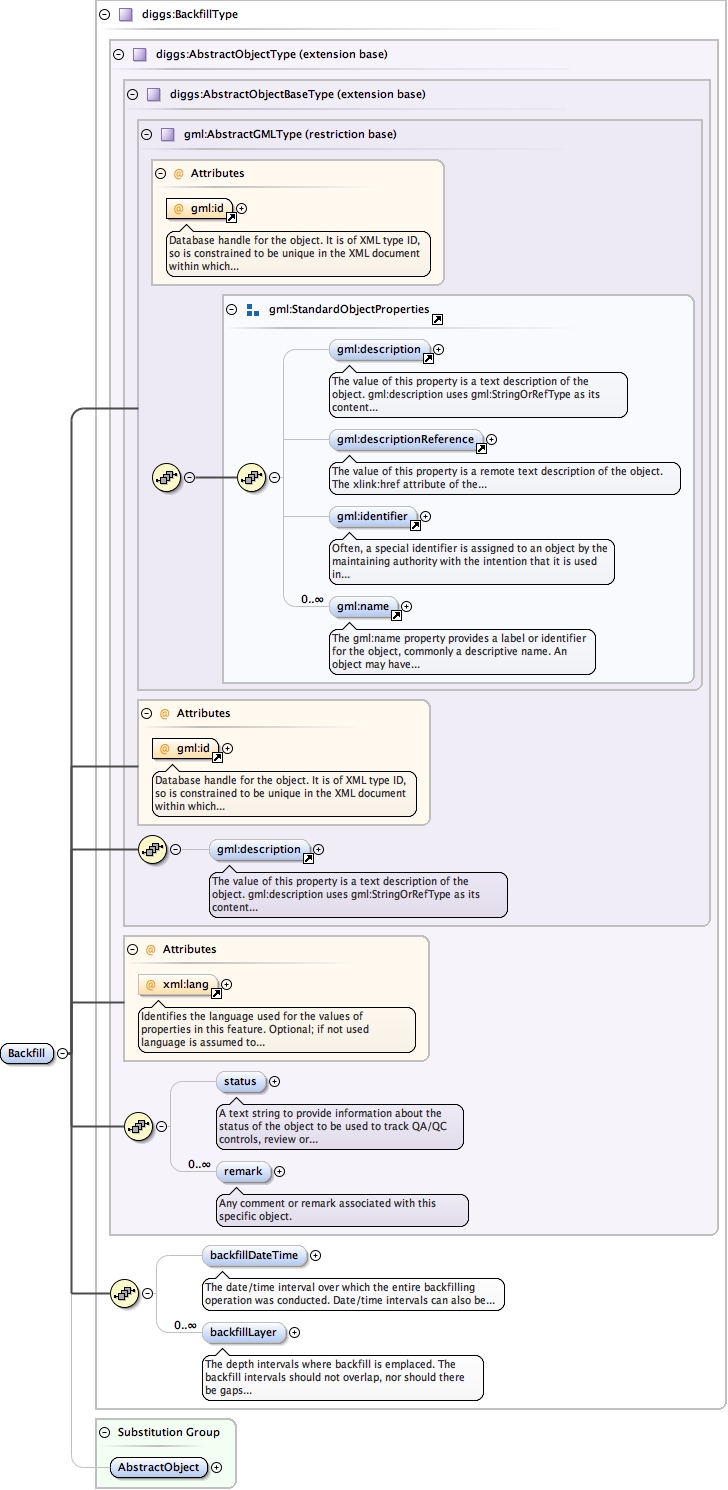 diggs:BackfillType
diggs:AbstractObjectType (extension base)
diggs:AbstractObjectBaseType (extension base)
gml:AbstractGMLType (restriction base)
@ Attributes
@ gml:id
Database handle for the object. It is of XML type ID,
so is constrained to be unique in the XML document
within which...
gml:StandardObjectProperties
gml:description
The value of this property is a text description of the
object. gml:description uses gml:StringOrRefType as its
content...
gml:descriptionReference
The value of this property is a remote text description of the object.
The xlink:href attribute of the...
gml:identifier
Often, a special identifier is assigned to an object by the
maintaining authority with the intention that it is used
in...
0..∞
gml:name
The gml:name property provides a label or identifier
for the object, commonly a descriptive name. An
object may have...
@ Attributes
@ gml:id
Database handle for the object. It is of XML type ID,
so is constrained to be unique in the XML document
within which...
gml:description
The value of this property is a text description of the
object. gml:description uses gml:StringOrRefType as its
content...
@ Attributes
@ xml:lang
Identifies the language used for the values of
properties in this feature. Optional; if not used
language is assumed to...
Backfill
status
A text string to provide information about the
status of the object to be used to track QA/QC
controls, review or...
0..∞
remark
Any comment or remark associated with this
specific object.
backfillDateTime
The date/time interval over which the entire backfilling
operation was conducted. Date/time intervals can also be...
0..∞
backfillLayer
The depth intervals where backfill is emplaced. The
backfill intervals should not overlap, nor should there
be gaps...
Substitution Group
AbstractObject